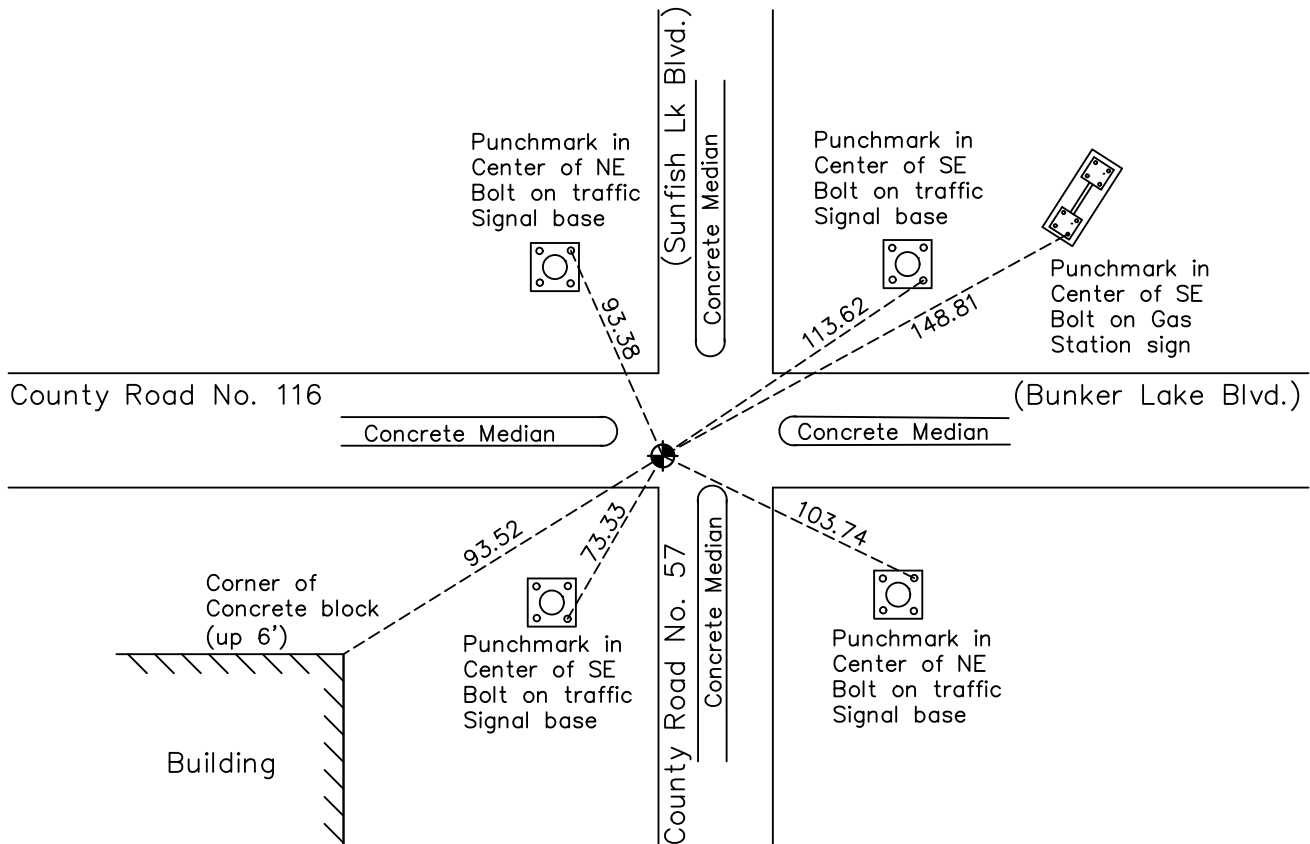 (Sunfish Lk Blvd.)
Concrete Median
Punchmark in
Center of NE
Bolt on traffic
Signal base
Punchmark in
Center of SE
Bolt on traffic
Signal base
Punchmark in
Center of SE
Bolt on Gas
Station sign
93.38
113.62
148.81
County Road No. 116
(Bunker Lake Blvd.)
Concrete Median
Concrete Median
93.52
73.33
103.74
Corner of
Concrete block
(up 6')
Building
Punchmark in
Center of SE
Bolt on traffic
Signal base
County Road No. 57
Concrete Median
Punchmark in
Center of NE
Bolt on traffic
Signal base